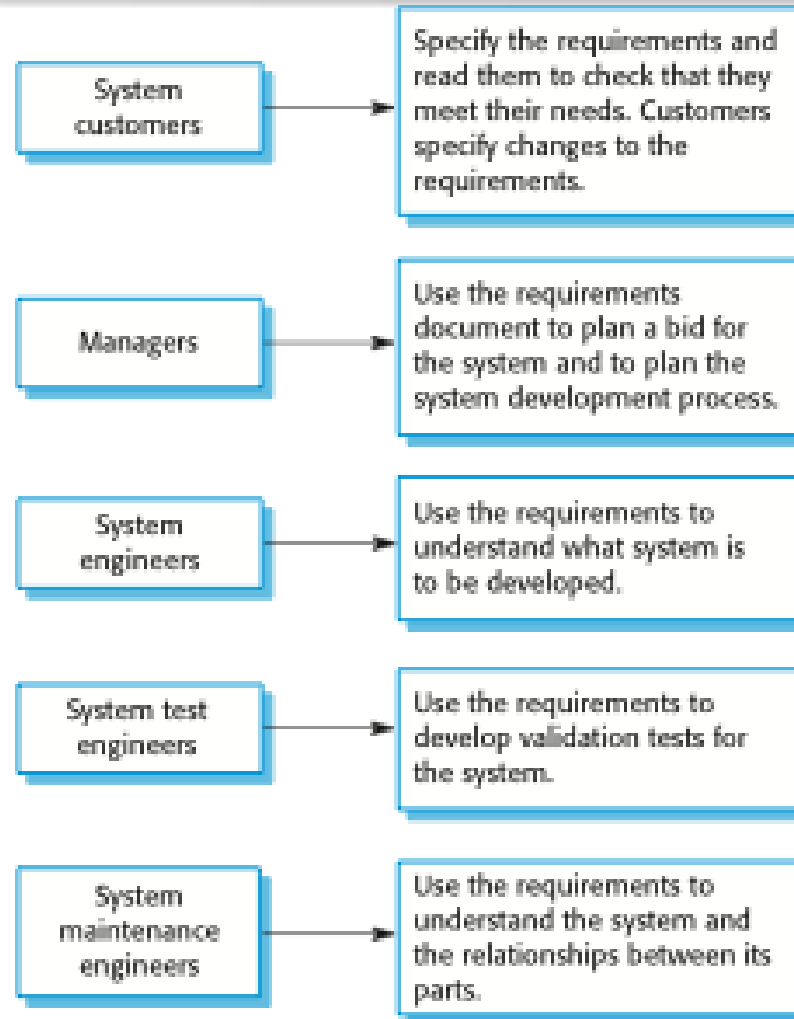 System
customers
Specify the requirements and
read them to check that they
meet their needs. Customers
specify changes to the
requirements.
Managers
Use the requirements
document to plan a bid for
the system and to plan the
system development process.
System
engineers
Use the requirements to
understand what system is
to be developed.
System test
engineers
Use the requirements to
develop validation tests for
the system.
System
maintenance
engineers
Use the requirements to
understand the system and
the relationships between its
parts.